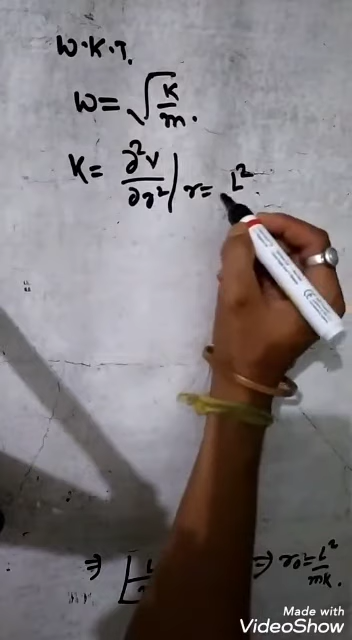 W.K.T.
ω = √(k/m).
K = ∂²V/∂r² | r = L²
⇒ ⇒ r₀ = L²/mk.
Made with
VideoShow